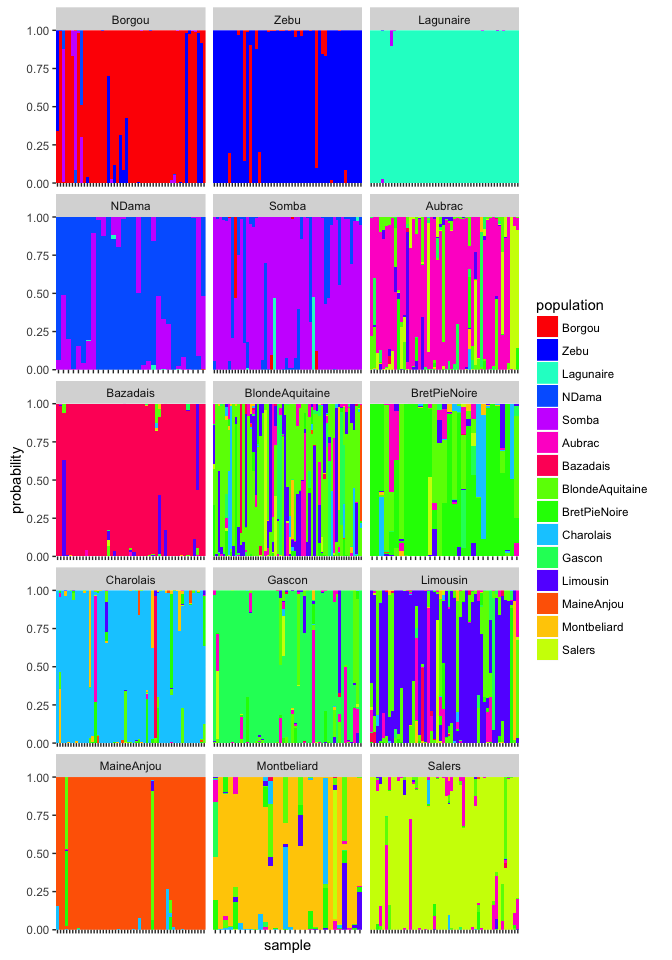 Borgou
Zebu
Lagunaire
1.00
0.75
0.50
0.25
0.00
NDama
Somba
Aubrac
1.00
0.75
0.50
0.25
0.00
Bazadais
BlondeAquitaine
BretPieNoire
1.00
0.75
0.50
0.25
0.00
Charolais
Gascon
Limousin
1.00
0.75
0.50
0.25
0.00
MaineAnjou
Montbeliard
Salers
1.00
0.75
0.50
0.25
0.00
probability
sample
population
Borgou
Zebu
Lagunaire
NDama
Somba
Aubrac
Bazadais
BlondeAquitaine
BretPieNoire
Charolais
Gascon
Limousin
MaineAnjou
Montbeliard
Salers